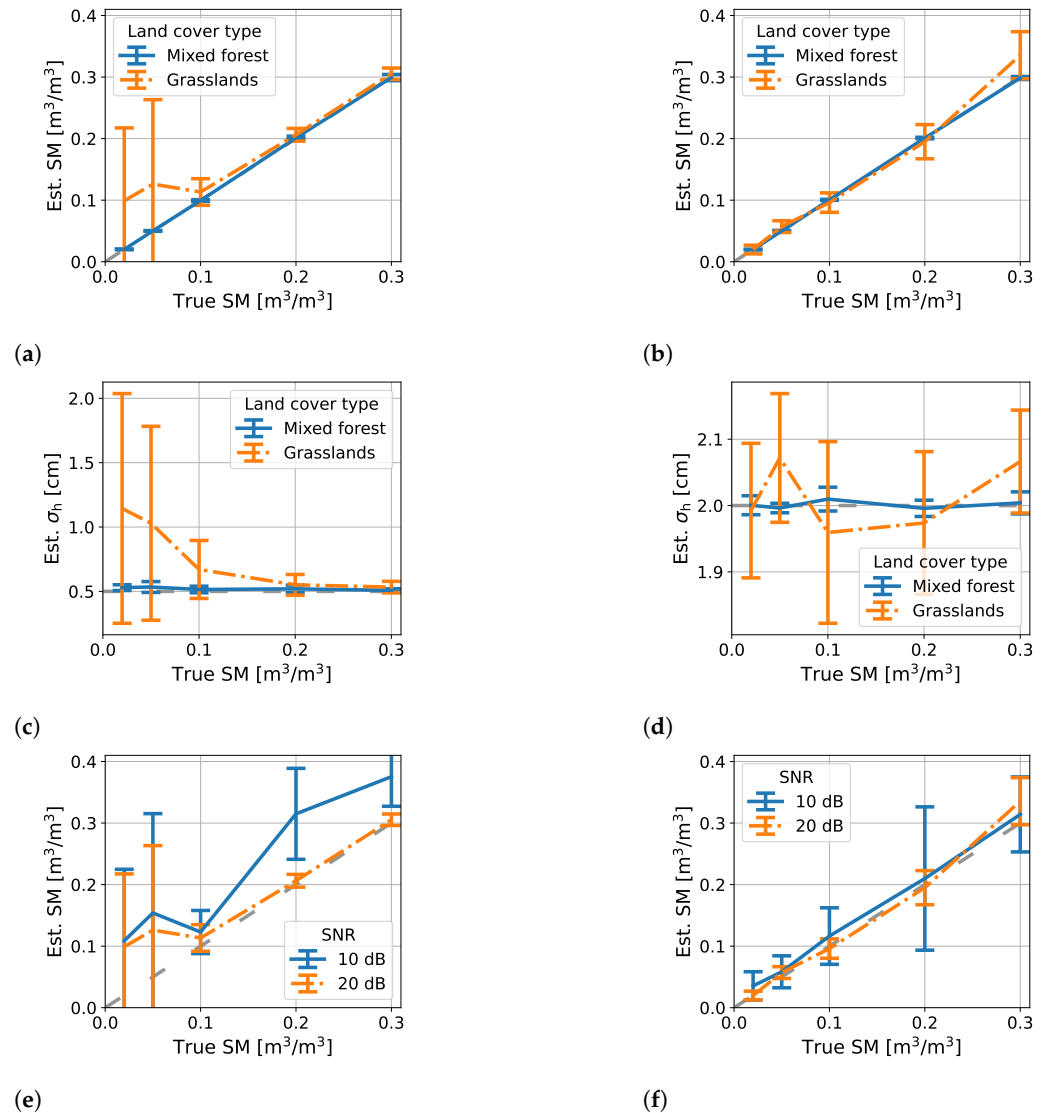 Land cover type
Mixed forest
Grasslands
Est. SM [m³/m³]
0.4
0.3
0.2
0.1
0.0
0.0 0.1 0.2 0.3
True SM [m³/m³]
(a)
Land cover type
Mixed forest
Grasslands
Est. SM [m³/m³]
0.4
0.3
0.2
0.1
0.0
0.0 0.1 0.2 0.3
True SM [m³/m³]
(b)
Land cover type
Mixed forest
Grasslands
Est. σh [cm]
2.0
1.5
1.0
0.5
0.0 0.1 0.2 0.3
True SM [m³/m³]
(c)
Est. σh [cm]
2.1
2.0
1.9
Land cover type
Mixed forest
Grasslands
0.0 0.1 0.2 0.3
True SM [m³/m³]
(d)
Est. SM [m³/m³]
0.4
0.3
0.2
0.1
0.0
SNR
10 dB
20 dB
0.0 0.1 0.2 0.3
True SM [m³/m³]
(e)
SNR
10 dB
20 dB
Est. SM [m³/m³]
0.4
0.3
0.2
0.1
0.0
0.0 0.1 0.2 0.3
True SM [m³/m³]
(f)